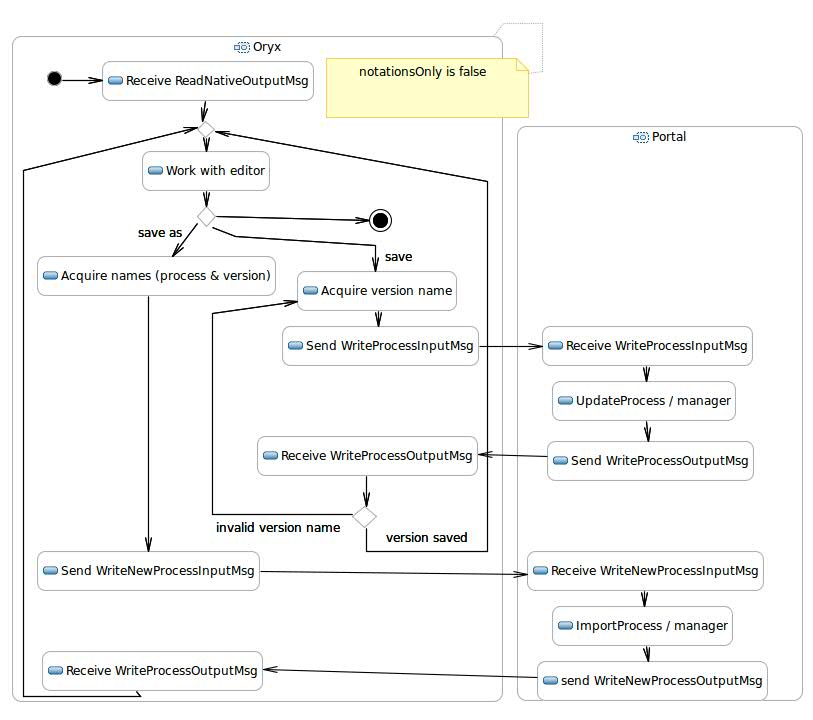 Oryx
notationsOnly is false
Receive ReadNativeOutputMsg
Portal
Work with editor
save as
save
Acquire names (process & version)
Acquire version name
Send WriteProcessInputMsg
Receive WriteProcessInputMsg
UpdateProcess / manager
Receive WriteProcessOutputMsg
Send WriteProcessOutputMsg
invalid version name
version saved
Send WriteNewProcessInputMsg
Receive WriteNewProcessInputMsg
ImportProcess / manager
Receive WriteProcessOutputMsg
send WriteNewProcessOutputMsg